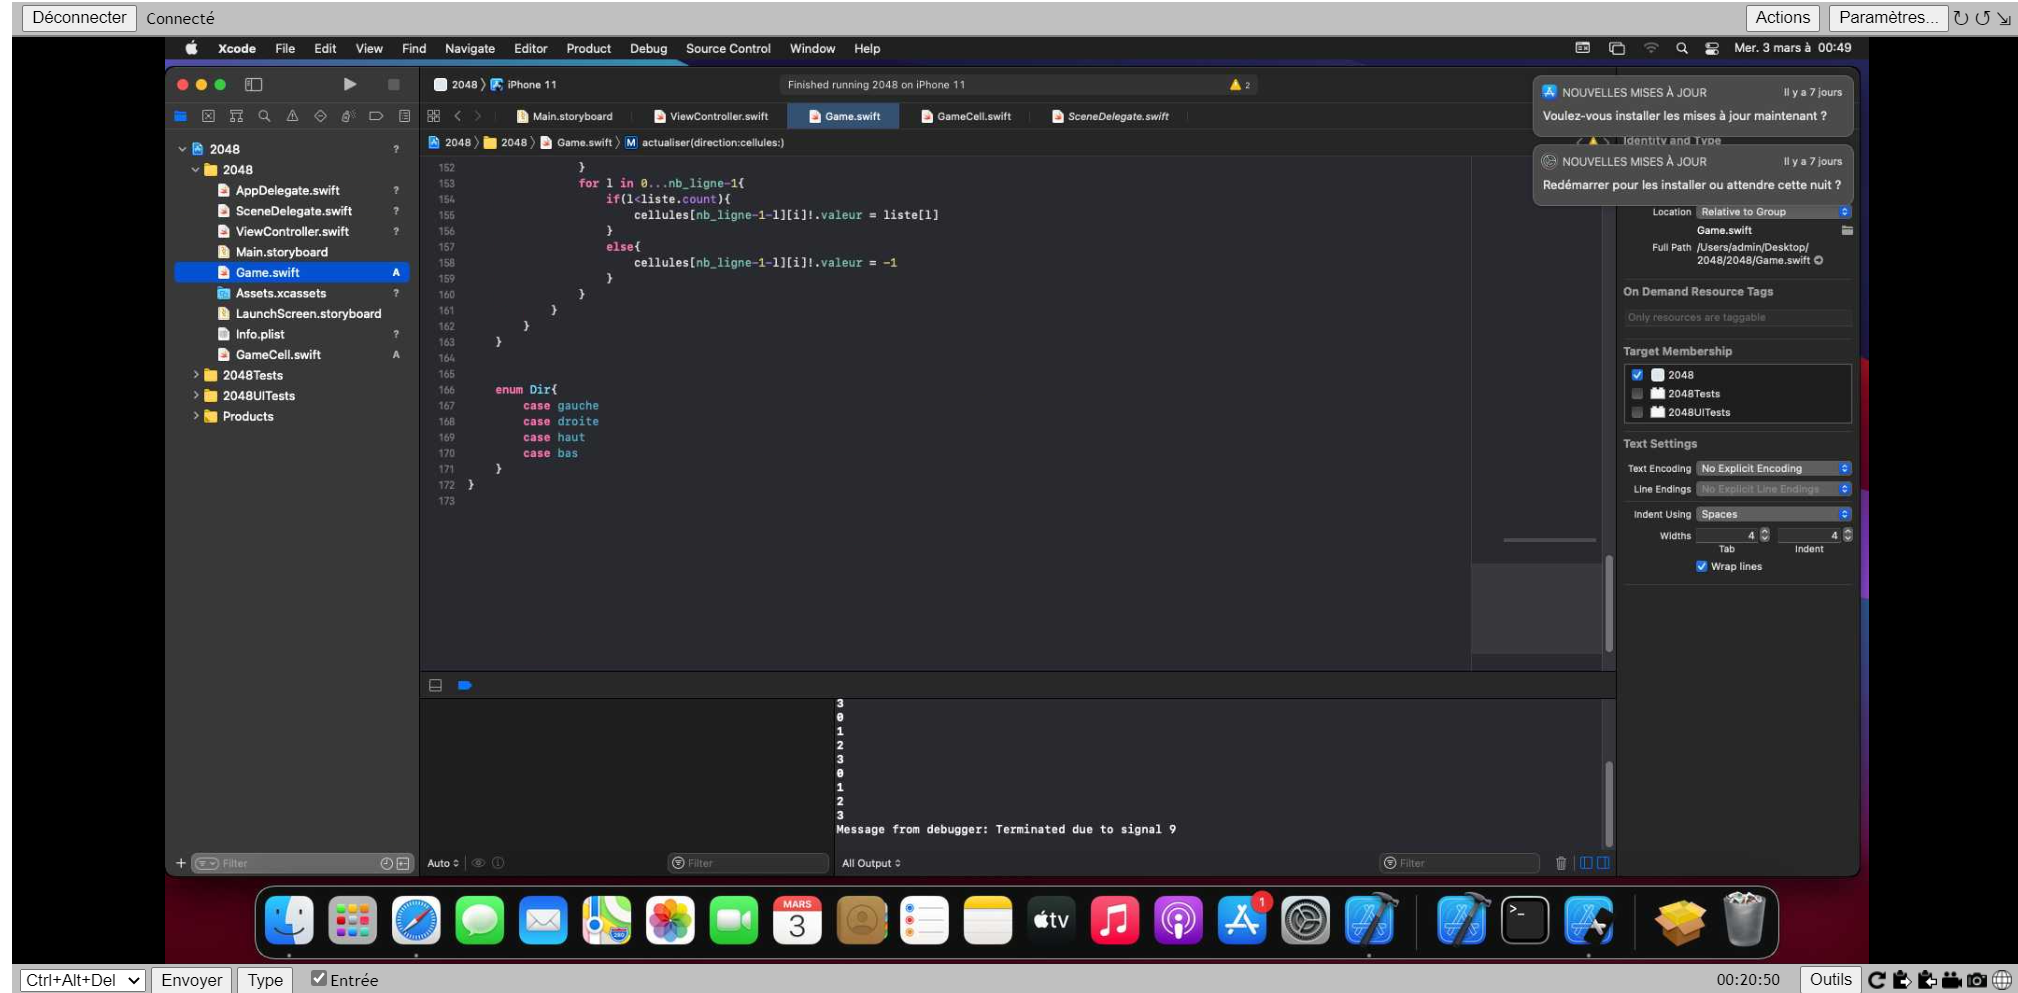 Déconnecter Connecté Actions Paramètres...
Xcode File Edit View Find Navigate Editor Product Debug Source Control Window Help Mer. 3 mars à 00:49
2048 iPhone 11 Finished running 2048 on iPhone 11 2
Main.storyboard ViewController.swift Game.swift GameCell.swift SceneDelegate.swift
2048 2048 Game.swift M actualiser(direction:cellules:)
NOUVELLES MISES À JOUR Il y a 7 jours
Voulez-vous installer les mises à jour maintenant ?
NOUVELLES MISES À JOUR Il y a 7 jours
Redémarrer pour les installer ou attendre cette nuit ?
2048 ?
2048
AppDelegate.swift ?
SceneDelegate.swift ?
ViewController.swift ?
Main.storyboard
Game.swift A
Assets.xcassets ?
LaunchScreen.storyboard
Info.plist ?
GameCell.swift A
2048Tests
2048UITests
Products
152 }
153 for l in 0...nb_ligne-1{
154 if(l<liste.count){
155 cellules[nb_ligne-1-l][i]!.valeur = liste[l]
156 }
157 else{
158 cellules[nb_ligne-1-l][i]!.valeur = -1
159 }
160 }
161 }
162 }
163 }
164
165
166 enum Dir{
167 case gauche
168 case droite
169 case haut
170 case bas
171 }
172 }
173
Identity and Type
Location Relative to Group
Game.swift
Full Path /Users/admin/Desktop/
2048/2048/Game.swift
On Demand Resource Tags
Only resources are taggable
Target Membership
2048
2048Tests
2048UITests
Text Settings
Text Encoding No Explicit Encoding
Line Endings No Explicit Line Endings
Indent Using Spaces
Widths 4 4
Tab Indent
Wrap lines
3
0
1
2
3
0
1
2
3
Message from debugger: Terminated due to signal 9
Filter Auto Filter All Output Filter
MARS
3
tv
1
280
>_
Ctrl+Alt+Del Envoyer Type Entrée 00:20:50 Outils